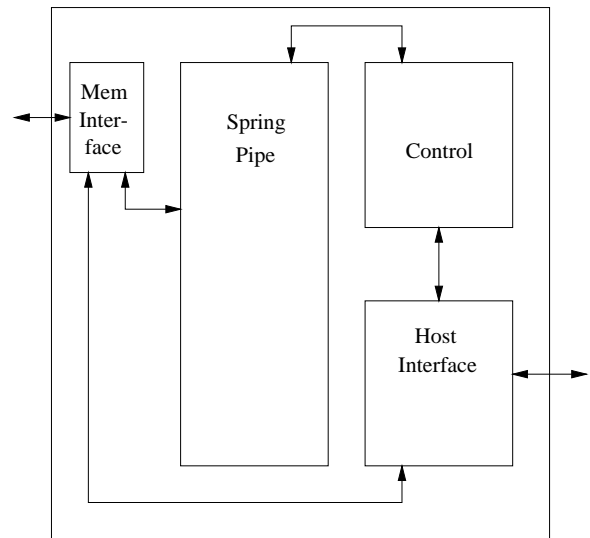 Mem
Inter-
face
Spring
Pipe
Control
Host
Interface